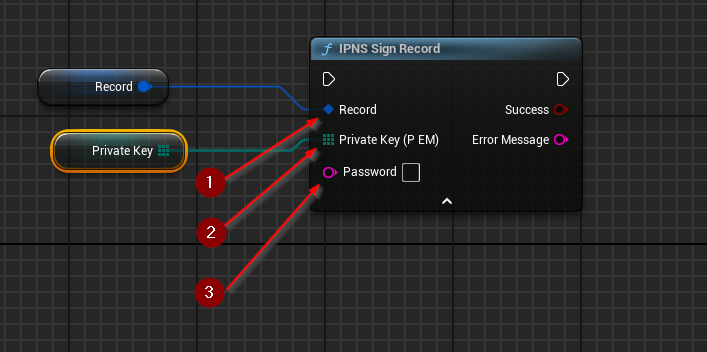 f IPNS Sign Record
Record
Record
Success
Private Key
Private Key (P EM)
Error Message
Password
1
2
3